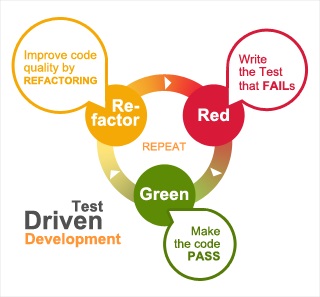 Improve code
quality by
REFACTORING
Write
the Test
that FAILs
Re-
factor
Red
REPEAT
Green
Make
the code
PASS
Test
Driven
Development